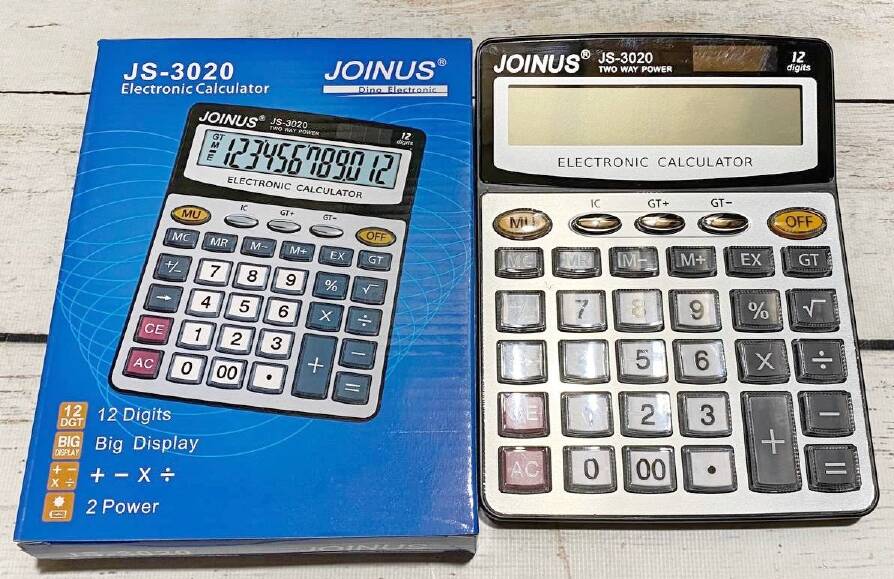 JS-3020
Electronic Calculator
JOINUS®
Dino Electronic
JOINUS® JS-3020
TWO WAY POWER
12
digits
GT
M
E
123456789012
ELECTRONIC CALCULATOR
IC GT+ GT−
MU OFF
MC MR M− M+ EX GT
+/− 7 8 9 % √
→ 4 5 6 X ÷
CE 1 2 3 + −
AC 0 00 • =
12
DGT
12 Digits
BIG
DISPLAY
Big Display
+ −
X ÷
+ − X ÷
2 Power
JS-3020 JOINUS
JOINUS® JS-3020
TWO WAY POWER
12
digits
ELECTRONIC CALCULATOR
IC GT+ GT−
MU OFF
MC MR M− M+ EX GT
7 8 9 % √
5 6 X ÷
CE 2 3 + −
AC 0 00 • =